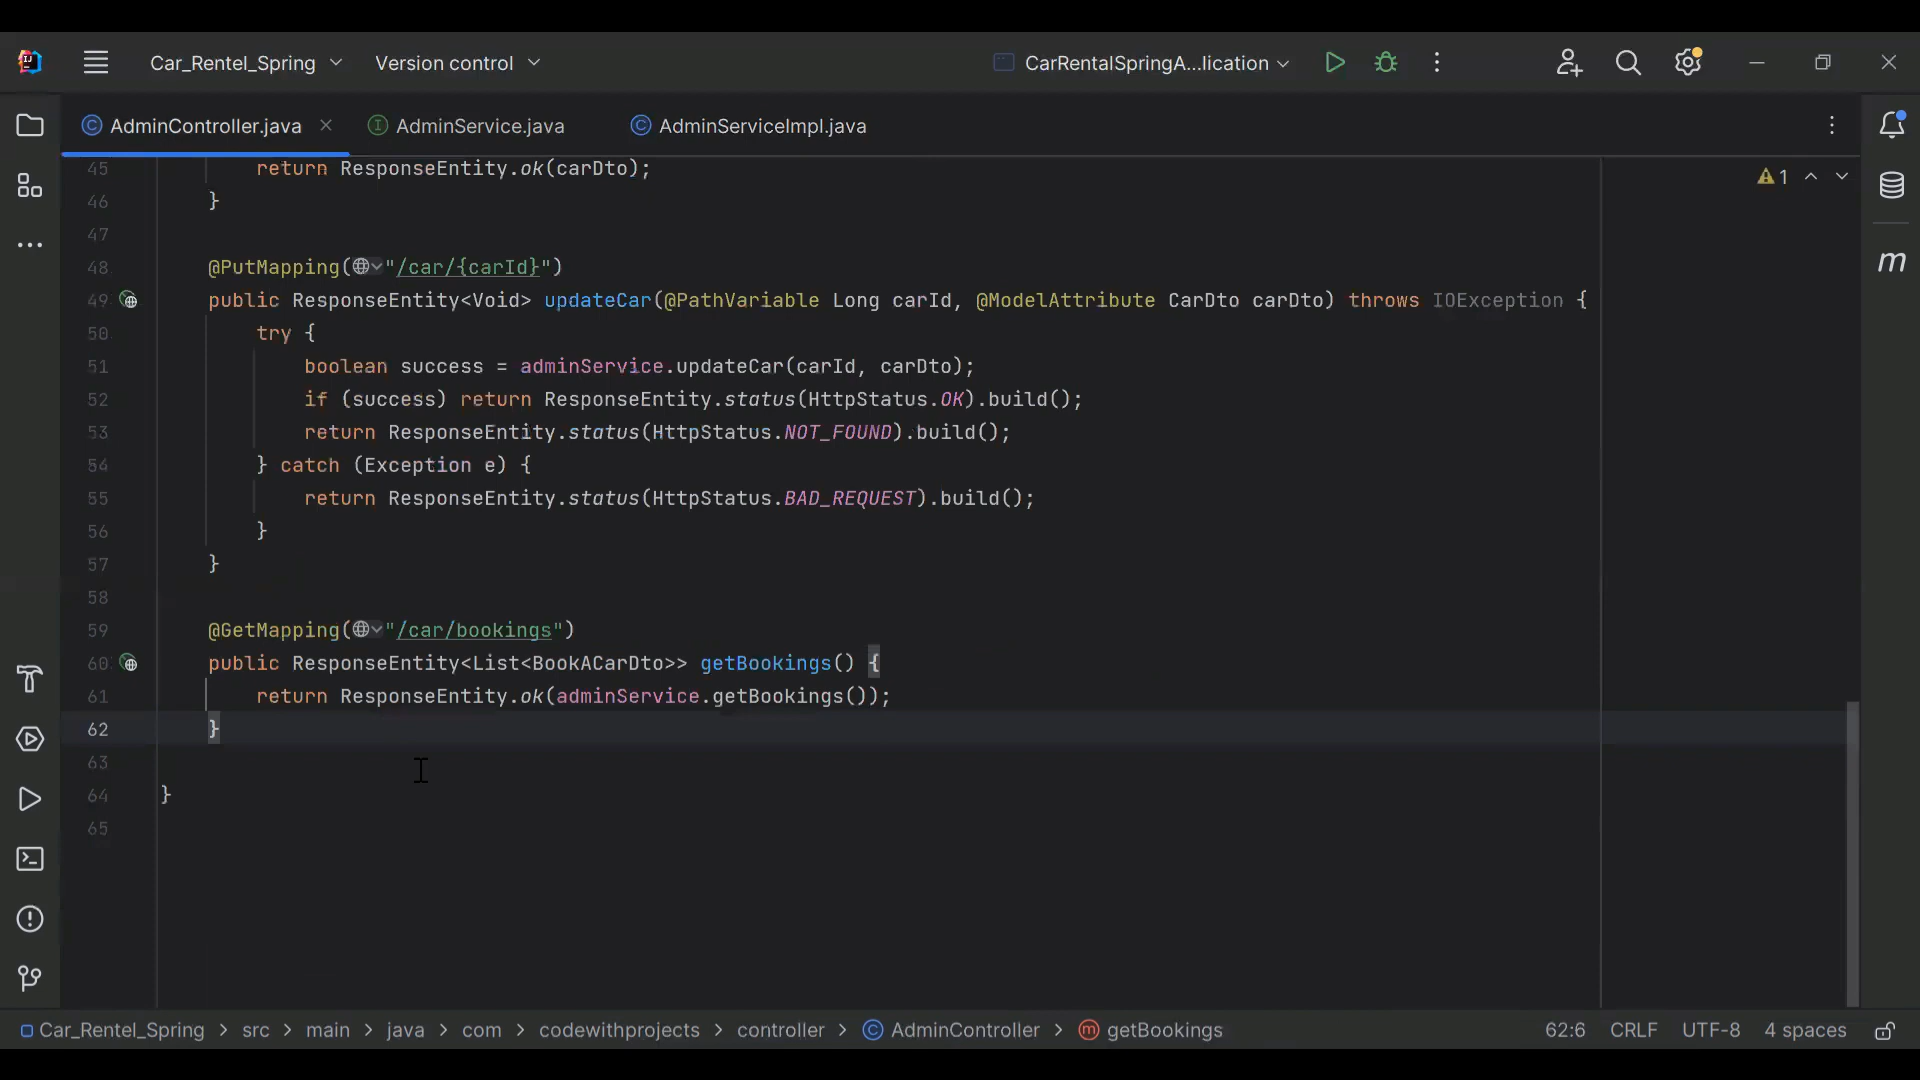 Car_Rentel_Spring
Version control
CarRentalSpringA...lication
AdminController.java
AdminService.java
AdminServiceImpl.java
45 return ResponseEntity.ok(carDto);
1
46 }
47
48 @PutMapping("/car/{carId}")
49 public ResponseEntity<Void> updateCar(@PathVariable Long carId, @ModelAttribute CarDto carDto) throws IOException {
50 try {
51 boolean success = adminService.updateCar(carId, carDto);
52 if (success) return ResponseEntity.status(HttpStatus.OK).build();
53 return ResponseEntity.status(HttpStatus.NOT_FOUND).build();
54 } catch (Exception e) {
55 return ResponseEntity.status(HttpStatus.BAD_REQUEST).build();
56 }
57 }
58
59 @GetMapping("/car/bookings")
60 public ResponseEntity<List<BookACarDto>> getBookings() {
61 return ResponseEntity.ok(adminService.getBookings());
62 }
63
64 }
65
Car_Rentel_Spring > src > main > java > com > codewithprojects > controller > AdminController > getBookings 62:6 CRLF UTF-8 4 spaces